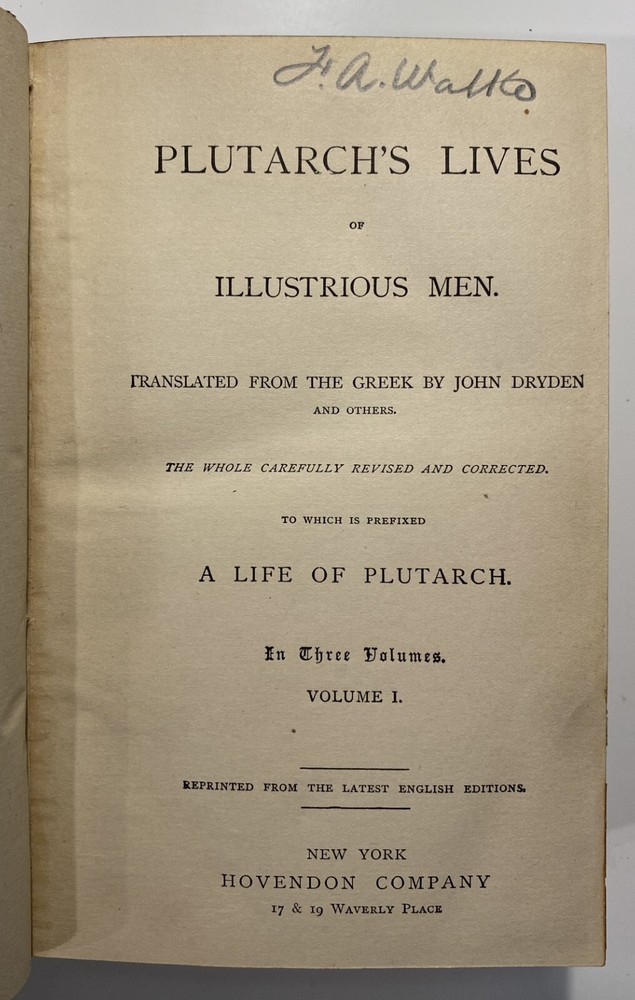 F. A. Walko
PLUTARCH'S LIVES
OF
ILLUSTRIOUS MEN.
TRANSLATED FROM THE GREEK BY JOHN DRYDEN
AND OTHERS.
THE WHOLE CAREFULLY REVISED AND CORRECTED.
TO WHICH IS PREFIXED
A LIFE OF PLUTARCH.
In Three Volumes.
VOLUME I.
REPRINTED FROM THE LATEST ENGLISH EDITIONS.
NEW YORK
HOVENDON COMPANY
17 & 19 WAVERLY PLACE